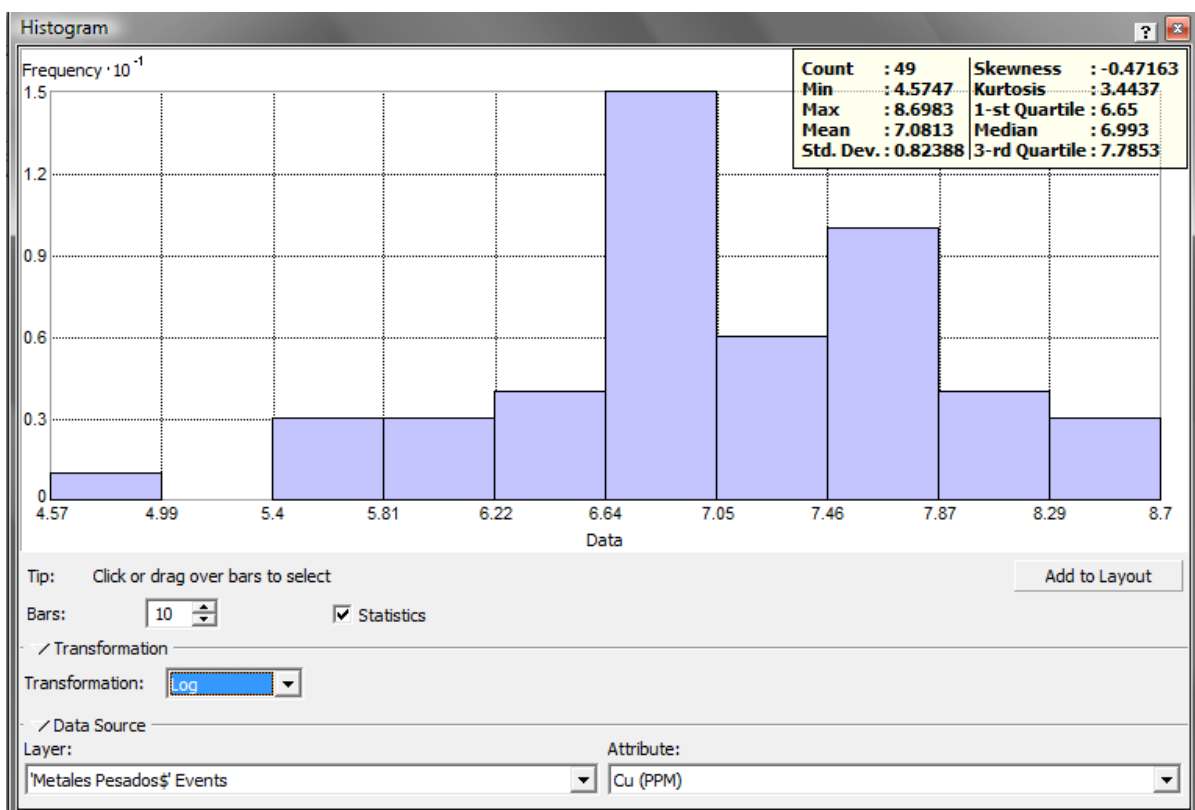 Histogram
?
Frequency · 10 -1
Count : 49 Skewness : -0.47163
Min : 4.5747 Kurtosis : 3.4437
Max : 8.6983 1-st Quartile : 6.65
Mean : 7.0813 Median : 6.993
Std. Dev. : 0.82388 3-rd Quartile : 7.7853
1.5
1.2
0.9
0.6
0.3
0
4.57 4.99 5.4 5.81 6.22 6.64 7.05 7.46 7.87 8.29 8.7
Data
Tip: Click or drag over bars to select Add to Layout
Bars: 10 Statistics
Transformation
Transformation: Log
Data Source
Layer: Attribute:
'Metales Pesados$' Events Cu (PPM)